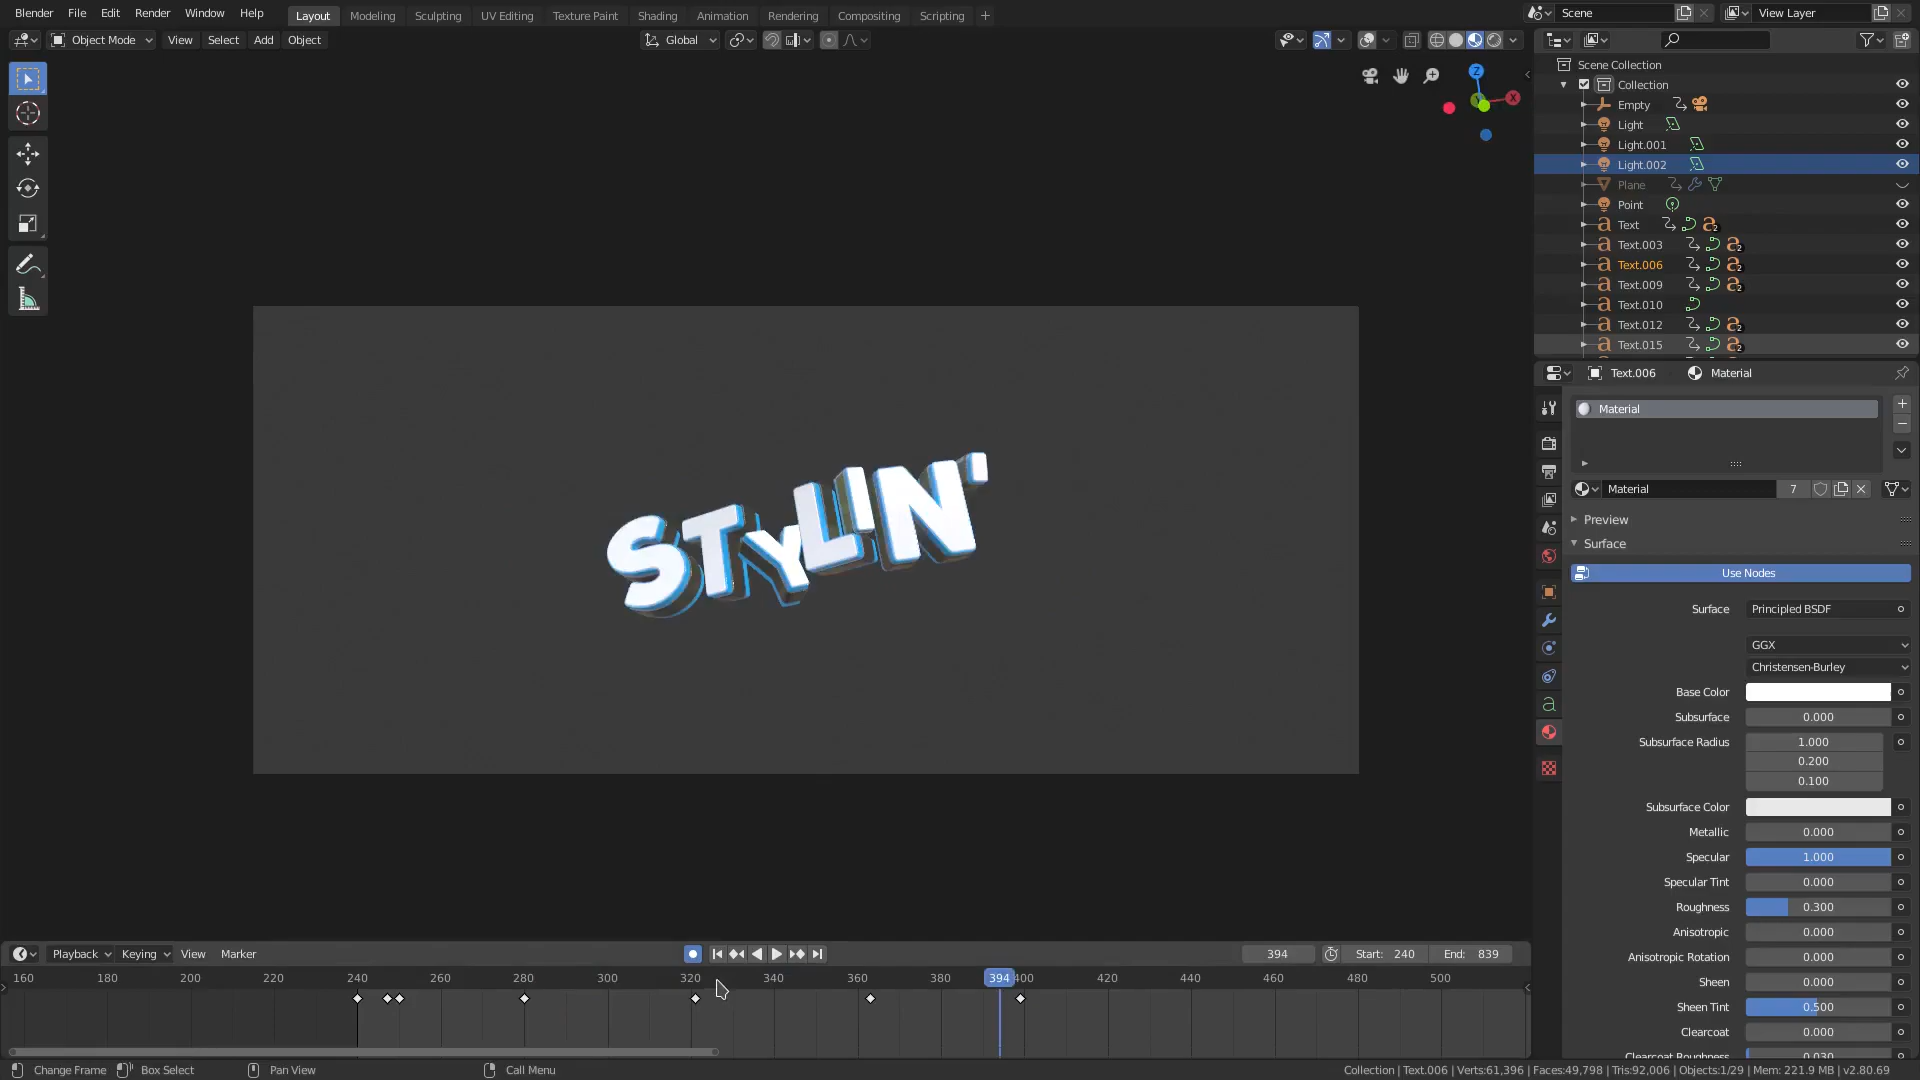 Blender File Edit Render Window Help Layout Modeling Sculpting UV Editing Texture Paint Shading Animation Rendering Compositing Scripting + Scene View Layer
Object Mode View Select Add Object Global
Z
X
Scene Collection
Collection
Empty
Light
Light.001
Light.002
Plane
Point
Text
Text.003
Text.006
Text.009
Text.010
Text.012
Text.015
STYLIN'
Text.006 Material
Material
Material 7
Preview
Surface
Use Nodes
Surface Principled BSDF
GGX
Christensen-Burley
Base Color
Subsurface 0.000
Subsurface Radius 1.000
0.200
0.100
Subsurface Color
Metallic 0.000
Specular 1.000
Specular Tint 0.000
Roughness 0.300
Anisotropic 0.000
Anisotropic Rotation 0.000
Sheen 0.000
Sheen Tint 0.500
Clearcoat 0.000
Clearcoat Roughness 0.030
Playback Keying View Marker 394 Start: 240 End: 839
160 180 200 220 240 260 280 300 320 340 360 380 394 400 420 440 460 480 500
Change Frame Box Select Pan View Call Menu Collection | Text.006 | Verts:61,396 | Faces:49,798 | Tris:92,006 | Objects:1/29 | Mem: 221.9 MB | v2.80.69